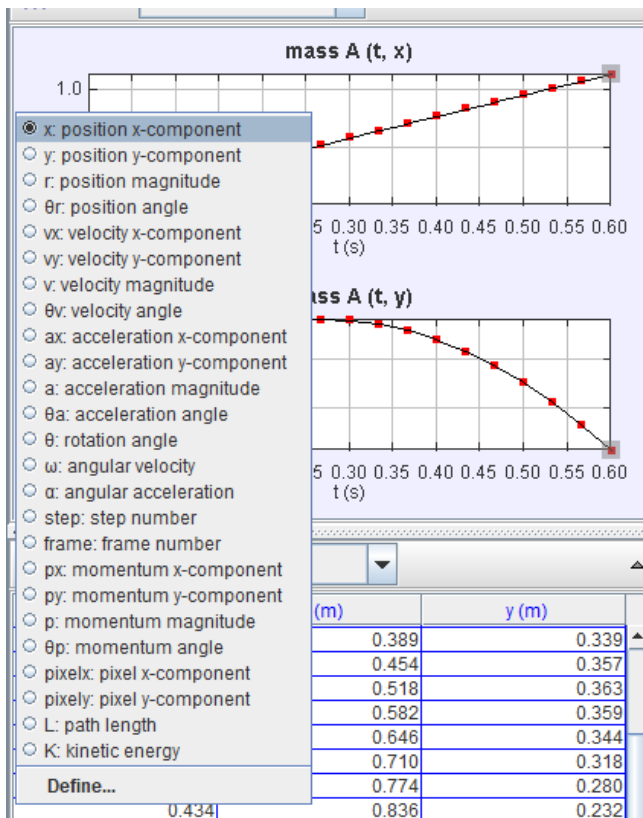 mass A (t, x)
1.0
x: position x-component
y: position y-component
r: position magnitude
θr: position angle
vx: velocity x-component
5 0.30 0.35 0.40 0.45 0.50 0.55 0.60
vy: velocity y-component
t (s)
v: velocity magnitude
ass A (t, y)
θv: velocity angle
ax: acceleration x-component
ay: acceleration y-component
a: acceleration magnitude
θa: acceleration angle
θ: rotation angle
ω: angular velocity
5 0.30 0.35 0.40 0.45 0.50 0.55 0.60
α: angular acceleration
t (s)
step: step number
frame: frame number
px: momentum x-component
py: momentum y-component
p: momentum magnitude
(m) y (m)
θp: momentum angle
0.389 0.339
pixelx: pixel x-component
0.454 0.357
pixely: pixel y-component
0.518 0.363
L: path length
0.582 0.359
K: kinetic energy
0.646 0.344
0.710 0.318
Define...
0.774 0.280
0.434 0.836 0.232